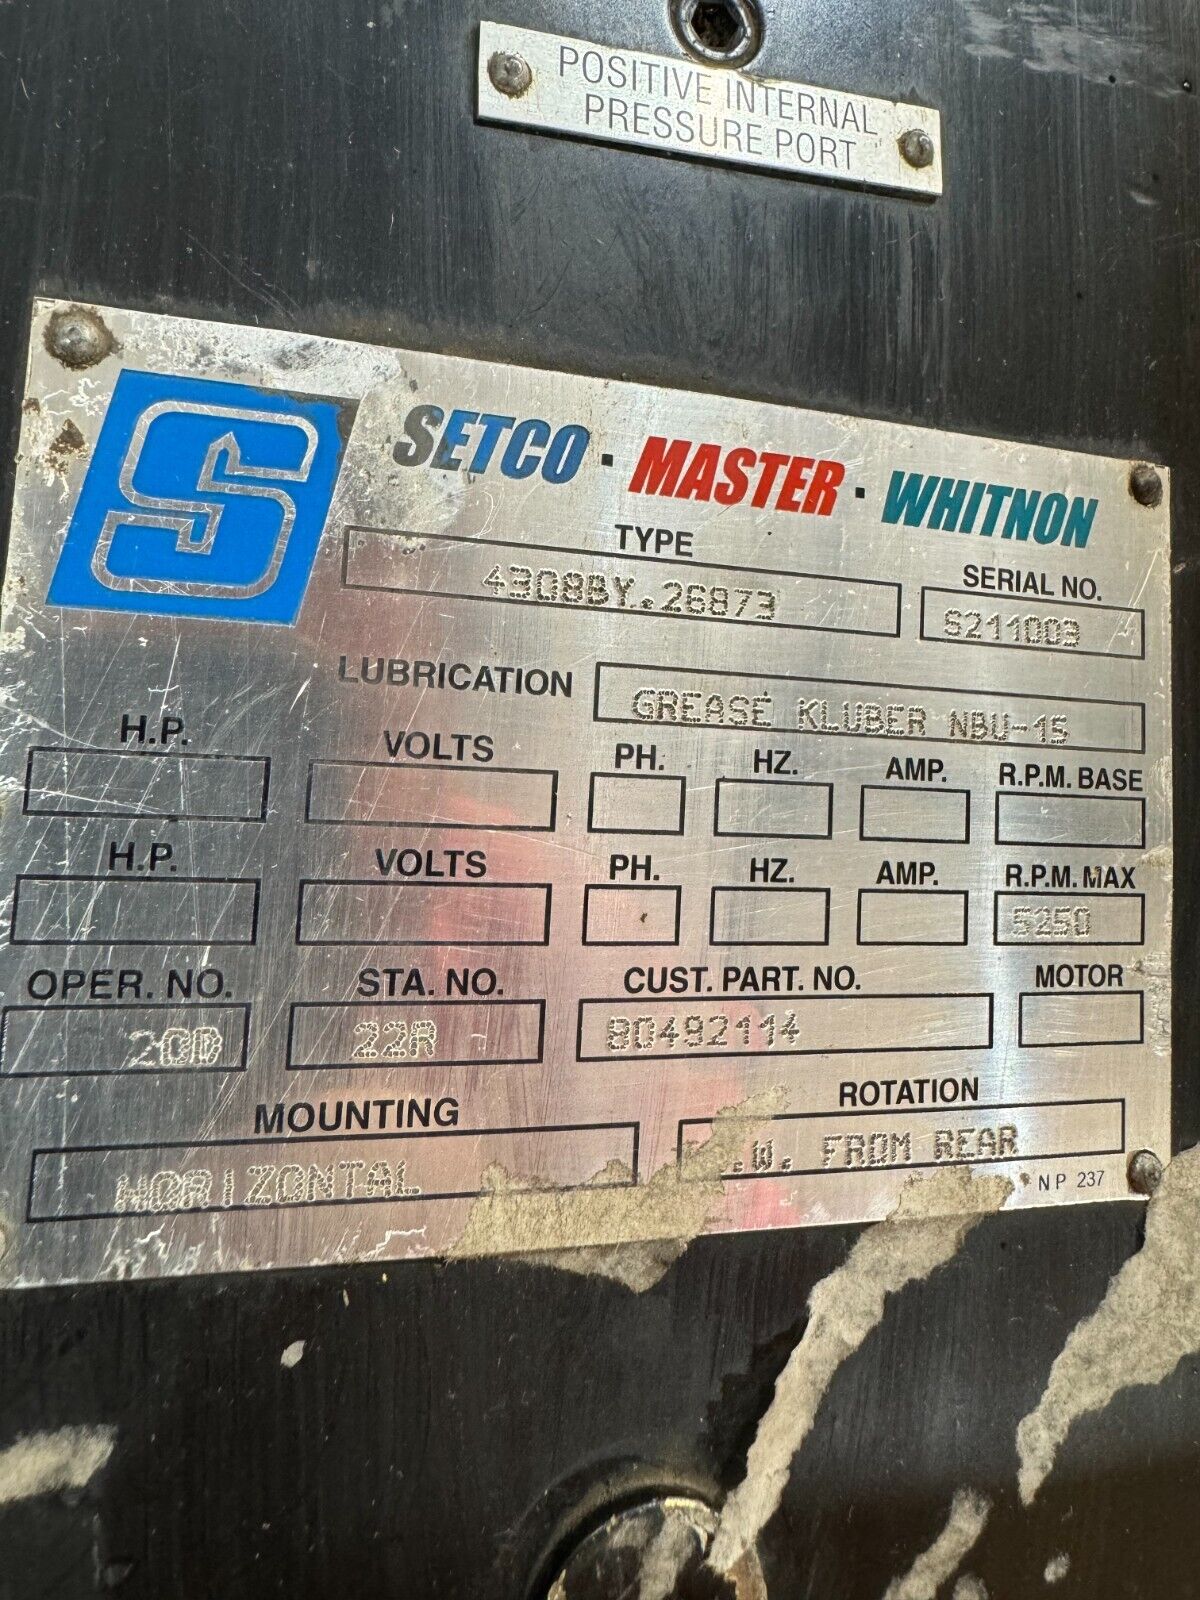 POSITIVE INTERNAL
PRESSURE PORT
S
SETCO · MASTER · WHITNON
TYPE
SERIAL NO.
4308BY.26873
S211003
LUBRICATION
GREASE KLUBER NBU-15
H.P. VOLTS PH. HZ. AMP. R.P.M. BASE
H.P. VOLTS PH. HZ. AMP. R.P.M. MAX
5250
OPER. NO. STA. NO. CUST. PART. NO. MOTOR
20D 22R 80492114
MOUNTING ROTATION
HORIZONTAL .W. FROM REAR
NP 237